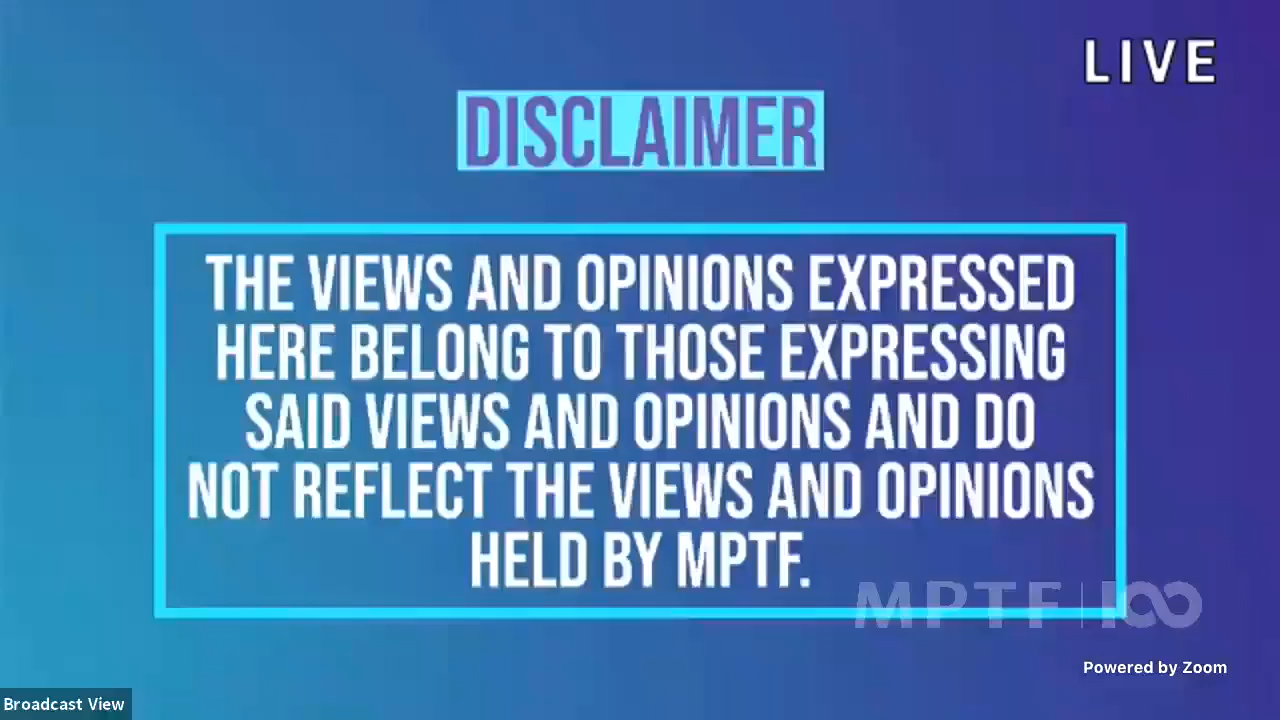 LIVE
DISCLAIMER
THE VIEWS AND OPINIONS EXPRESSED
HERE BELONG TO THOSE EXPRESSING
SAID VIEWS AND OPINIONS AND DO
NOT REFLECT THE VIEWS AND OPINIONS
HELD BY MPTF.
MPTF 100
Powered by Zoom
Broadcast View